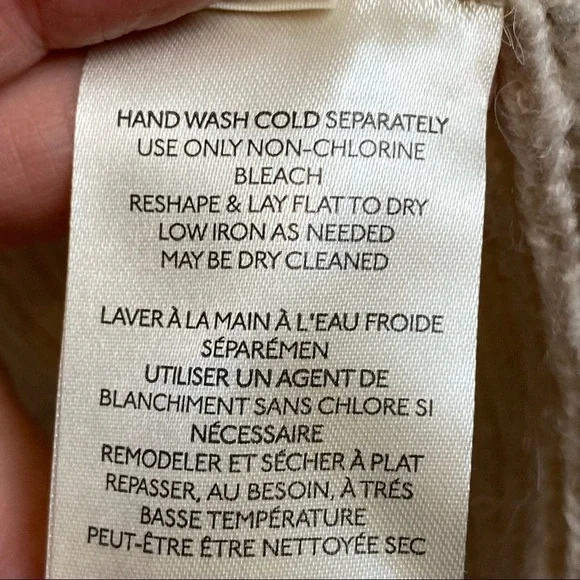 HAND WASH COLD SEPARATELY
USE ONLY NON-CHLORINE
BLEACH
RESHAPE & LAY FLAT TO DRY
LOW IRON AS NEEDED
MAY BE DRY CLEANED
LAVER À LA MAIN À L'EAU FROIDE
SÉPARÉMEN
UTILISER UN AGENT DE
BLANCHIMENT SANS CHLORE SI
NÉCESSAIRE
REMODELER ET SÉCHER À PLAT
REPASSER, AU BESOIN, À TRÉS
BASSE TEMPÉRATURE
PEUT-ÊTRE ÊTRE NETTOYÉE SEC